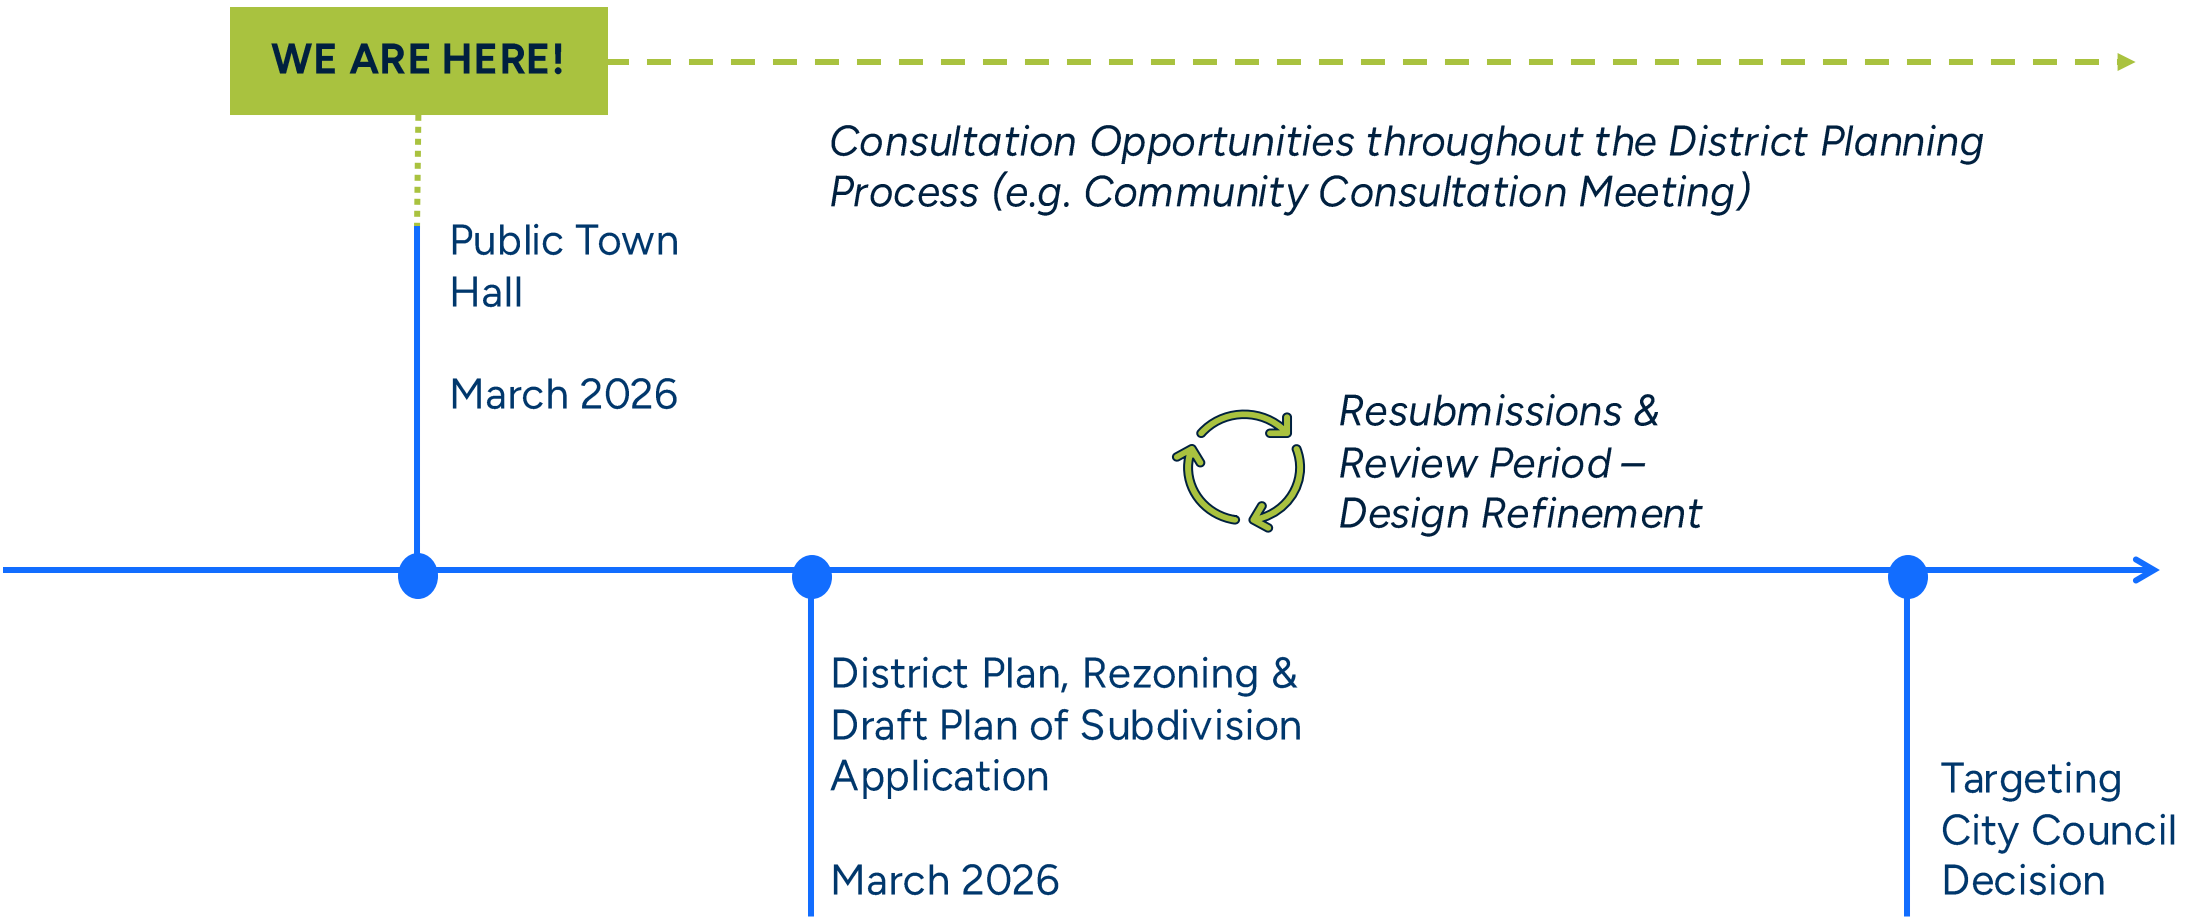 WE ARE HERE!
Consultation Opportunities throughout the District Planning
Process (e.g. Community Consultation Meeting)
Public Town
Hall
March 2026
Resubmissions &
Review Period –
Design Refinement
District Plan, Rezoning &
Draft Plan of Subdivision
Application
March 2026
Targeting
City Council
Decision